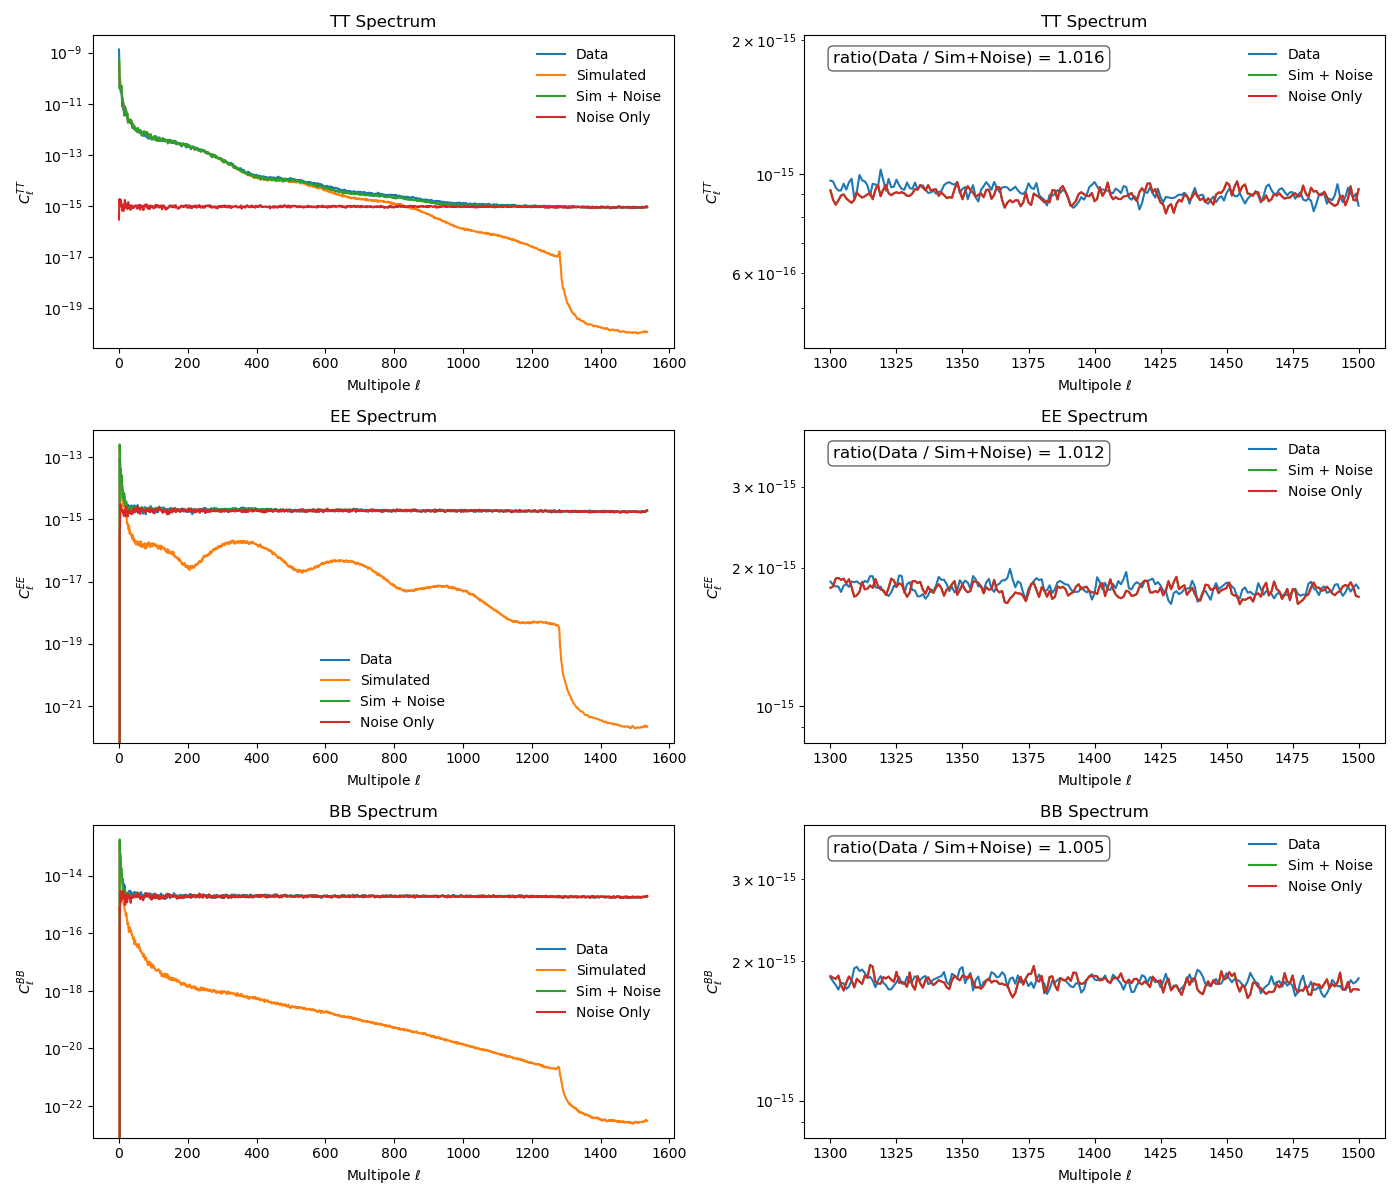 TT Spectrum
10⁻⁹
10⁻¹¹
10⁻¹³
10⁻¹⁵
10⁻¹⁷
10⁻¹⁹
C_ℓ^TT
Data
Simulated
Sim + Noise
Noise Only
0 200 400 600 800 1000 1200 1400 1600
Multipole ℓ
TT Spectrum
2 × 10⁻¹⁵
10⁻¹⁵
6 × 10⁻¹⁶
C_ℓ^TT
ratio(Data / Sim+Noise) = 1.016
Data
Sim + Noise
Noise Only
1300 1325 1350 1375 1400 1425 1450 1475 1500
Multipole ℓ
EE Spectrum
10⁻¹³
10⁻¹⁵
10⁻¹⁷
10⁻¹⁹
10⁻²¹
C_ℓ^EE
Data
Simulated
Sim + Noise
Noise Only
0 200 400 600 800 1000 1200 1400 1600
Multipole ℓ
EE Spectrum
3 × 10⁻¹⁵
2 × 10⁻¹⁵
10⁻¹⁵
C_ℓ^EE
ratio(Data / Sim+Noise) = 1.012
Data
Sim + Noise
Noise Only
1300 1325 1350 1375 1400 1425 1450 1475 1500
Multipole ℓ
BB Spectrum
10⁻¹⁴
10⁻¹⁶
10⁻¹⁸
10⁻²⁰
10⁻²²
C_ℓ^BB
Data
Simulated
Sim + Noise
Noise Only
0 200 400 600 800 1000 1200 1400 1600
Multipole ℓ
BB Spectrum
3 × 10⁻¹⁵
2 × 10⁻¹⁵
10⁻¹⁵
C_ℓ^BB
ratio(Data / Sim+Noise) = 1.005
Data
Sim + Noise
Noise Only
1300 1325 1350 1375 1400 1425 1450 1475 1500
Multipole ℓ